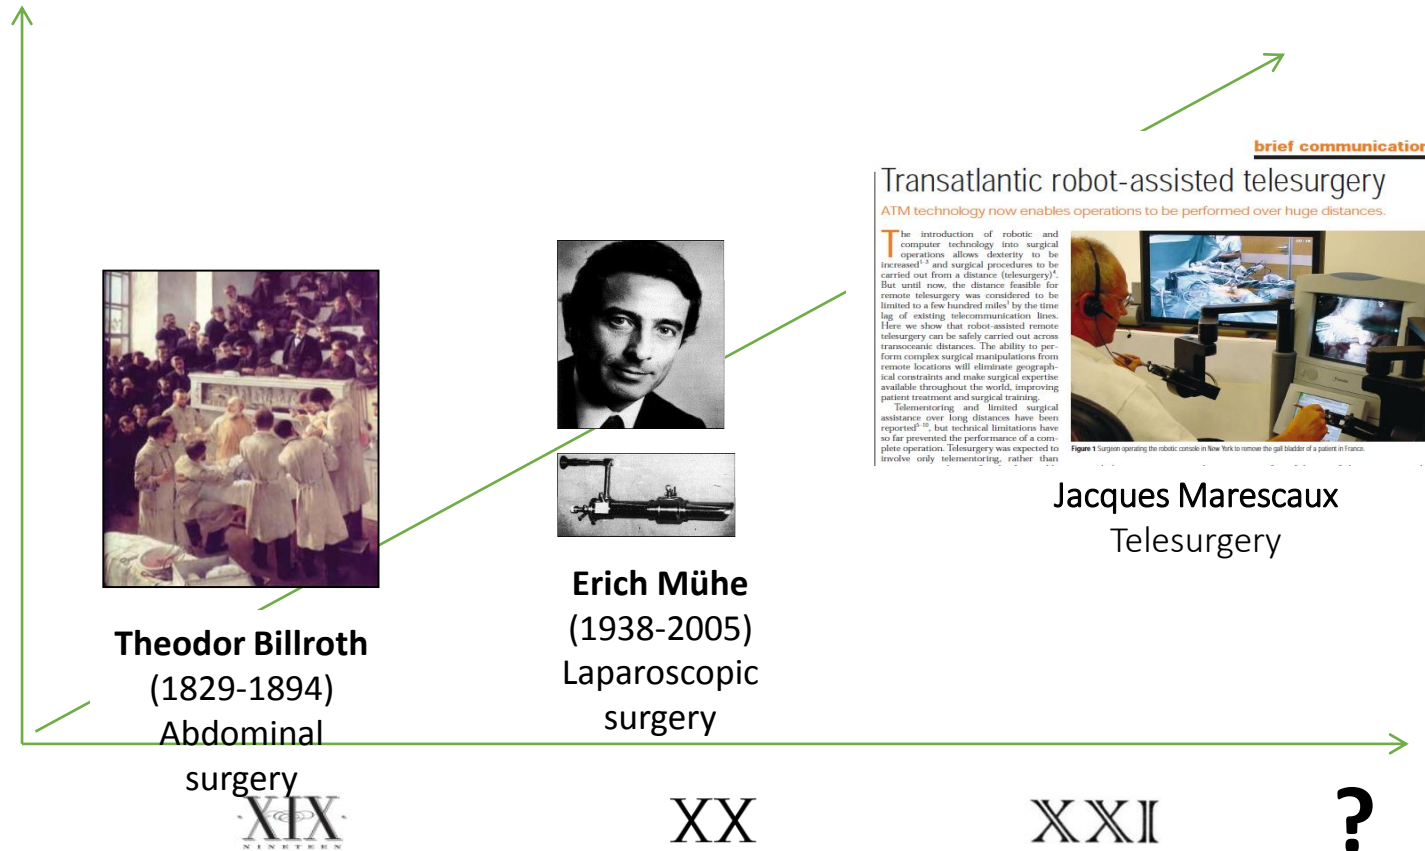 brief communication
Transatlantic robot-assisted telesurgery
ATM technology now enables operations to be performed over huge distances.
The introduction of robotic and
computer technology into surgical
operations allows dexterity to be
increased1-3 and surgical procedures to be
carried out from a distance (telesurgery)4.
But until now, the distance feasible for
remote telesurgery was considered to be
limited to a few hundred miles1 by the time
lag of existing telecommunication lines.
Here we show that robot-assisted remote
telesurgery can be safely carried out across
transoceanic distances. The ability to per-
form complex surgical manipulations from
remote locations will eliminate geograph-
ical constraints and make surgical expertise
available throughout the world, improving
patient treatment and surgical training.
Telementoring and limited surgical
assistance over long distances have been
reported5-10, but technical limitations have
so far prevented the performance of a com-
plete operation. Telesurgery was expected to
involve only telementoring, rather than
Figure 1 Surgeon operating the robotic console in New York to remove the gall bladder of a patient in France.
Jacques Marescaux
Telesurgery
Erich Mühe
(1938-2005)
Laparoscopic
surgery
Theodor Billroth
(1829-1894)
Abdominal
surgery
XIX
NINETEEN
XX
XXI
?